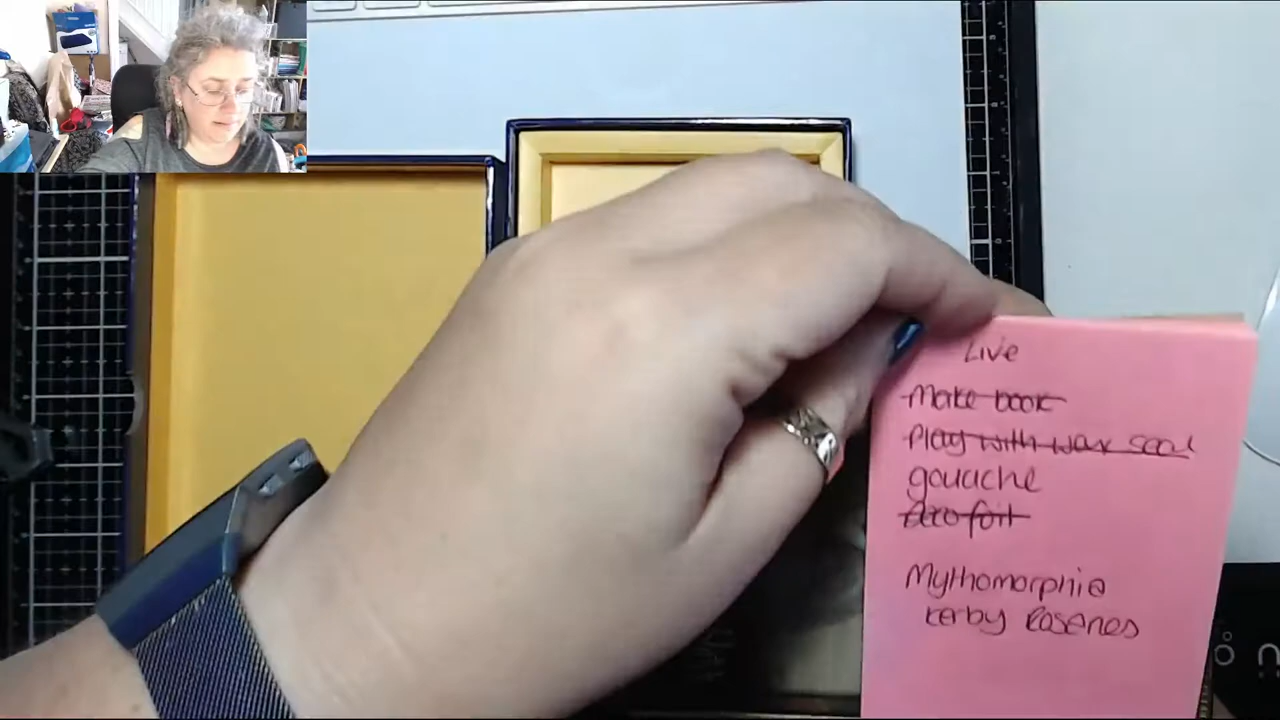 Live
Make book
Play with wax seal
gouache
Deco foil
Mythomorphia
Kerby Rosanes